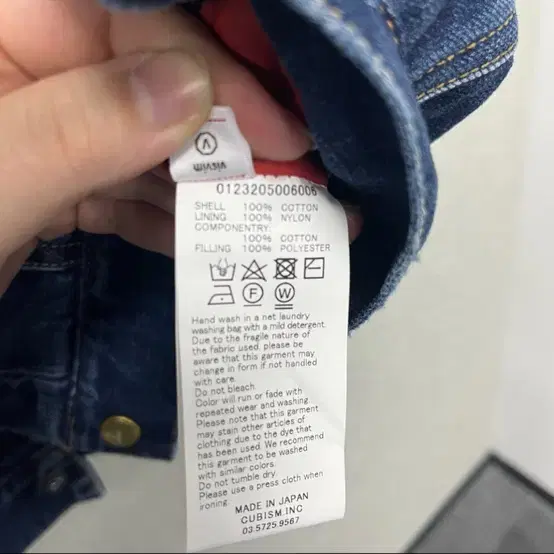 visvim
V
0123205006006
SHELL 100% COTTON
LINING 100% NYLON
COMPONENTRY:
100% COTTON
FILLING 100% POLYESTER
F W
Hand wash in a net laundry
washing bag with a mild detergent.
Due to the fragile nature of
the fabric used, please be
aware that this garment may
change in form if not handled
with care.
Do not bleach.
Color will run or fade with
repeated wear and washing.
Please note that this garment
may stain other articles of
clothing due to the dye that
has been used. We recommend
this garment to be washed
with similar colors.
Do not tumble dry.
Please use a press cloth when
ironing.
MADE IN JAPAN
CUBISM.INC
03.5725.9567